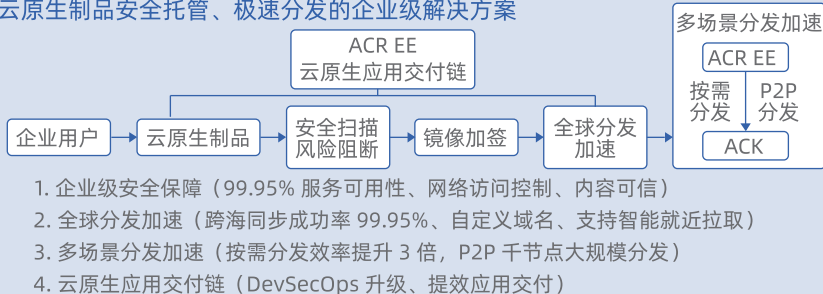 云原生制品安全托管、极速分发的企业级解决方案
ACR EE
云原生应用交付链
企业用户
云原生制品
安全扫描
风险阻断
镜像加签
全球分发
加速
多场景分发加速
ACR EE
按需
分发
P2P
分发
ACK
1. 企业级安全保障（99.95% 服务可用性、网络访问控制、内容可信）
2. 全球分发加速（跨海同步成功率 99.95%、自定义域名、支持智能就近拉取）
3. 多场景分发加速（按需分发效率提升 3 倍，P2P 千节点大规模分发）
4. 云原生应用交付链（DevSecOps 升级、提效应用交付）